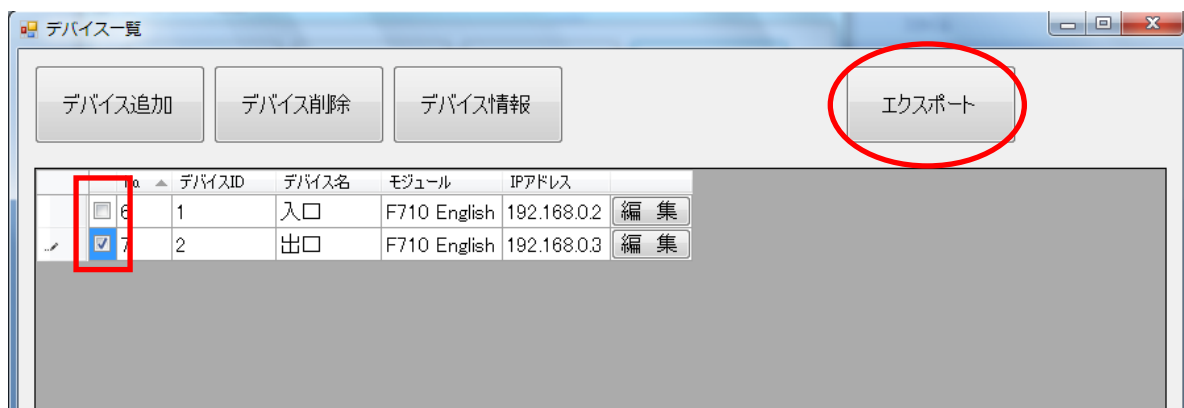 デバイス一覧
デバイス追加 デバイス削除 デバイス情報 エクスポート
デバイスID デバイス名 モジュール IPアドレス
6 1 入口 F710 English 192.168.0.2 編 集
7 2 出口 F710 English 192.168.0.3 編 集